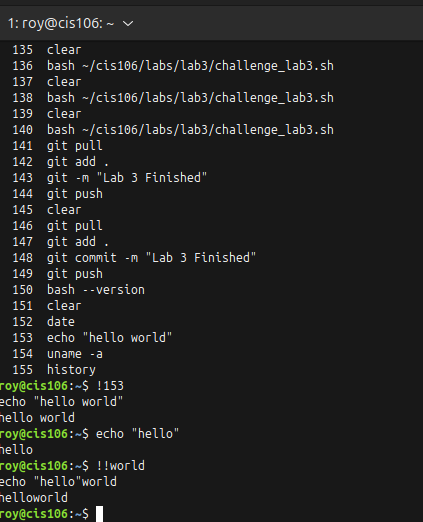 1: roy@cis106: ~
135 clear
136 bash ~/cis106/labs/lab3/challenge_lab3.sh
137 clear
138 bash ~/cis106/labs/lab3/challenge_lab3.sh
139 clear
140 bash ~/cis106/labs/lab3/challenge_lab3.sh
141 git pull
142 git add .
143 git -m "Lab 3 Finished"
144 git push
145 clear
146 git pull
147 git add .
148 git commit -m "Lab 3 Finished"
149 git push
150 bash --version
151 clear
152 date
153 echo "hello world"
154 uname -a
155 history
roy@cis106:~$ !153
echo "hello world"
hello world
roy@cis106:~$ echo "hello"
hello
roy@cis106:~$ !!world
echo "hello"world
helloworld
roy@cis106:~$